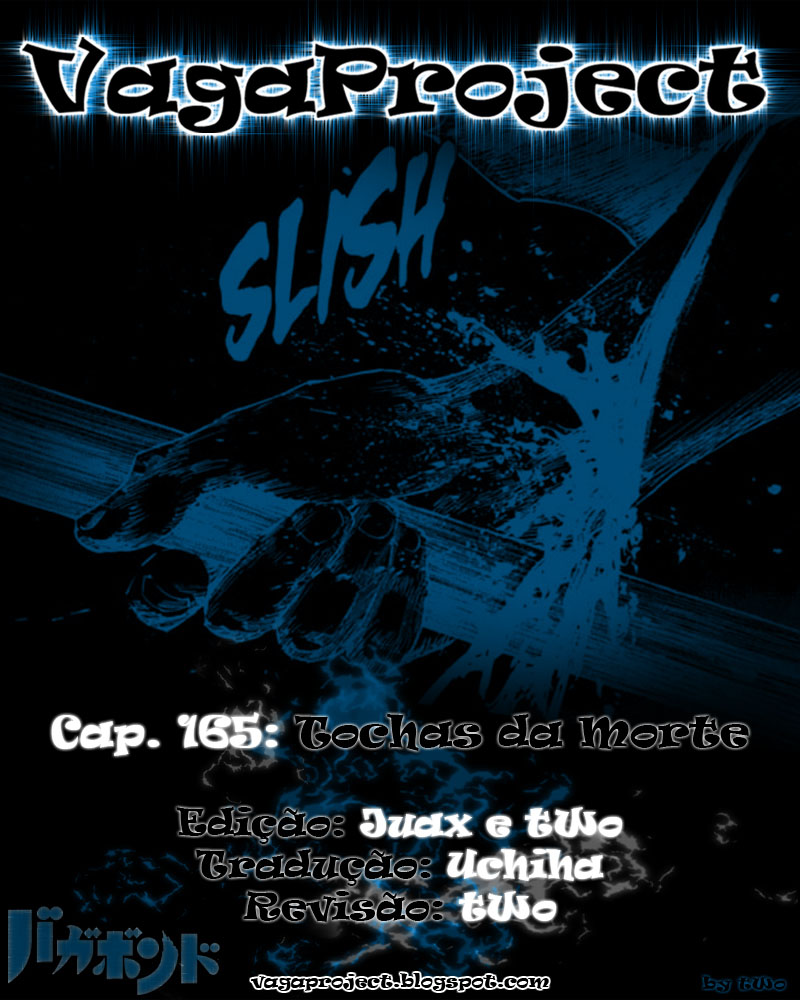 VagaProject
SLISH
Cap. 165: Tochas da Morte
Edição: Juax e tWo
Tradução: Uchiha
Revisão: tWo
バガボンド
vagaproject.blogspot.com
by tWo